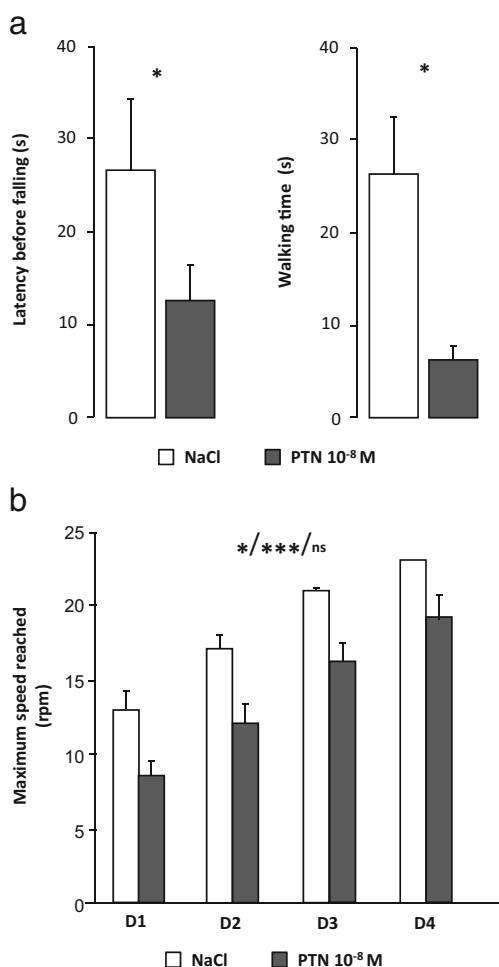 a
Latency before falling (s)
40
30
20
10
0
*
Walking time (s)
40
30
20
10
0
*
NaCl PTN 10⁻⁸ M
b
Maximum speed reached
(rpm)
25
20
15
10
5
0
*/***/ns
D1 D2 D3 D4
NaCl PTN 10⁻⁸ M